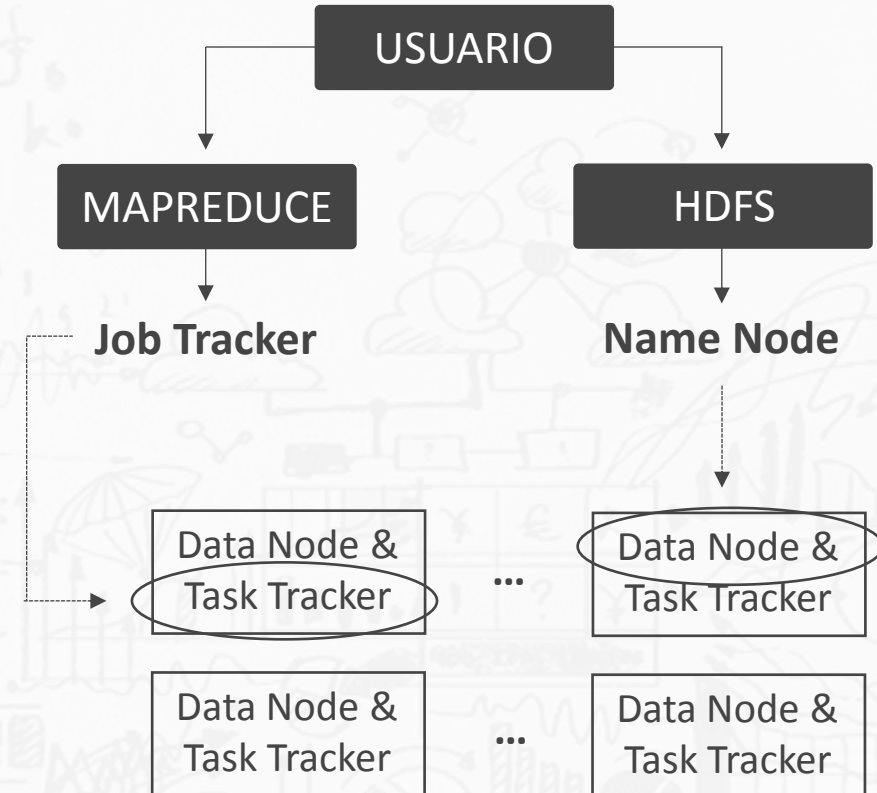 USUARIO
MAPREDUCE
HDFS
Job Tracker
Name Node
Data Node &
Task Tracker
...
Data Node &
Task Tracker
Data Node &
Task Tracker
...
Data Node &
Task Tracker